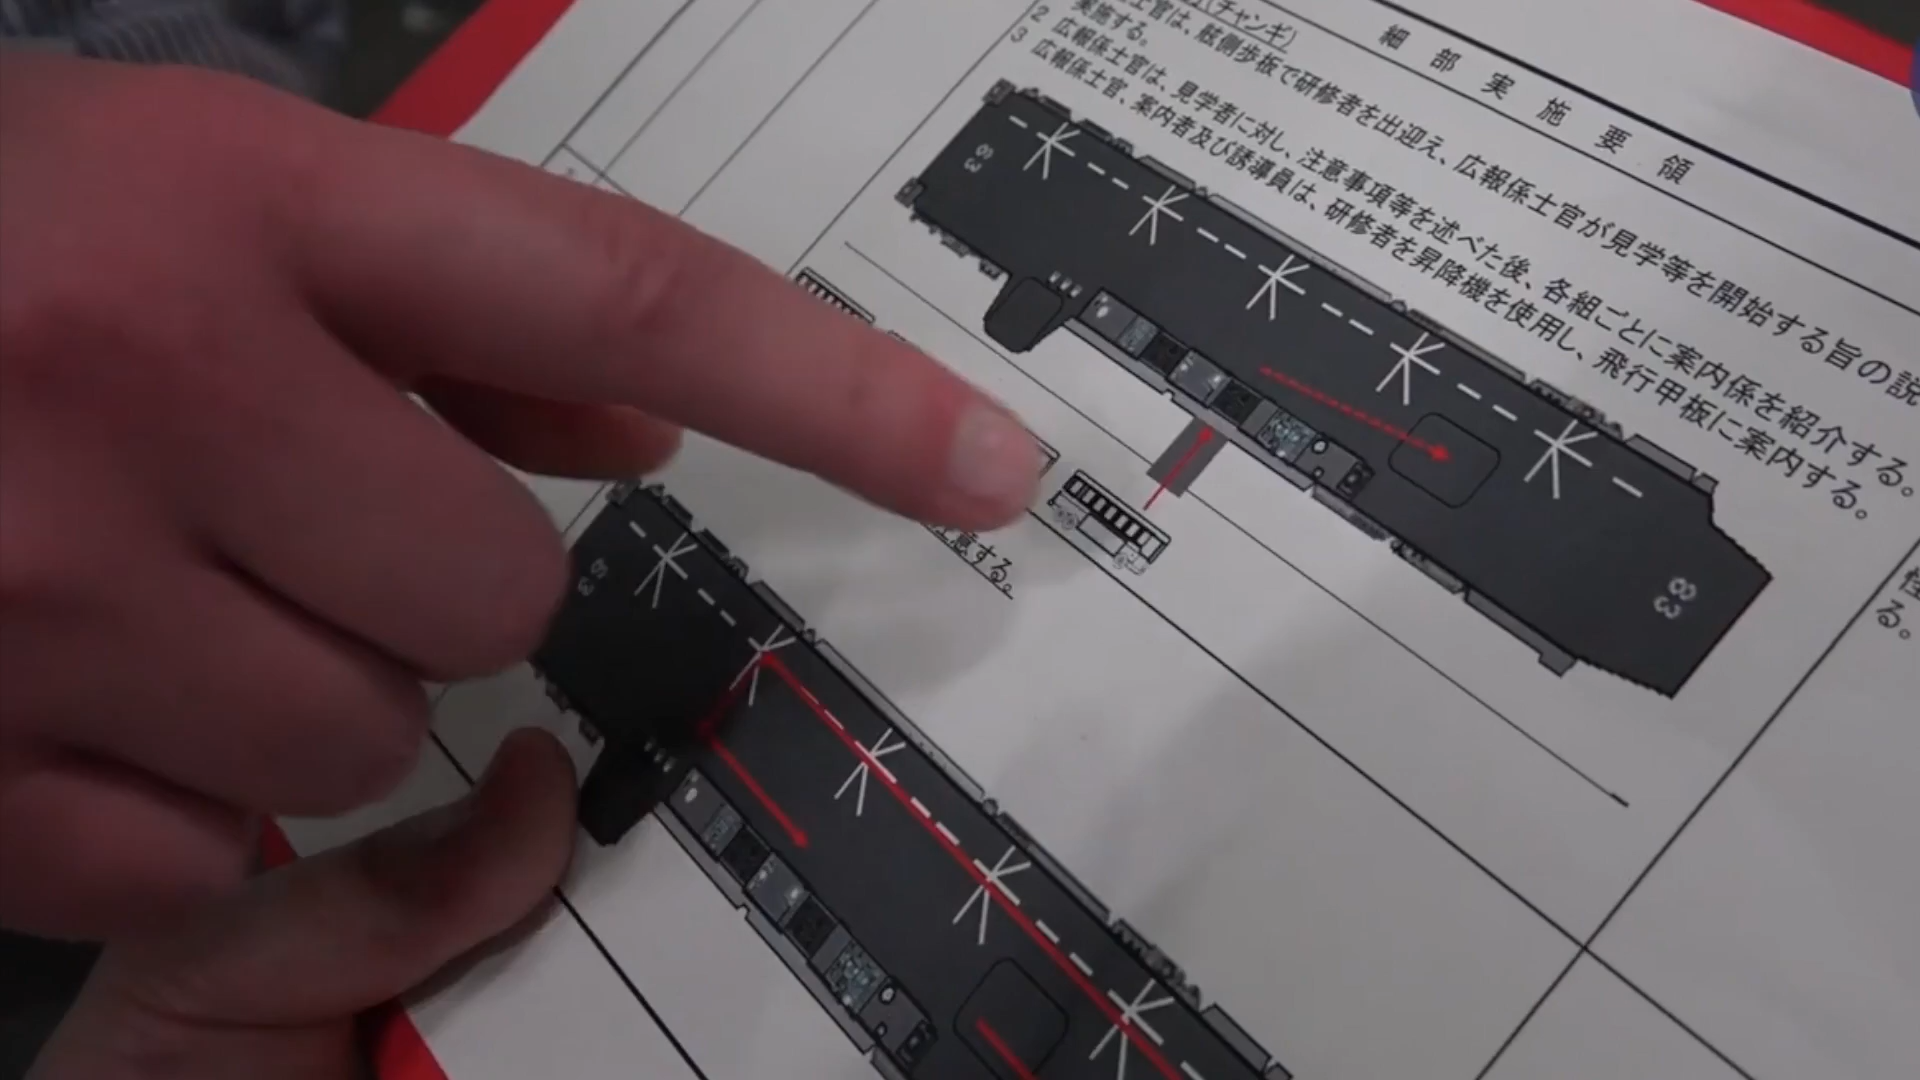 細部実施要領
(チャンギ)
士官は、舷側歩板で研修者を出迎え、広報係士官が見学等を開始する旨の説
実施する。
2 広報係士官は、見学者に対し、注意事項等を述べた後、各組ごとに案内係を紹介する。
3 広報係士官、案内者及び誘導員は、研修者を昇降機を使用し、飛行甲板に案内する。
83
83
注意する。
83
る。